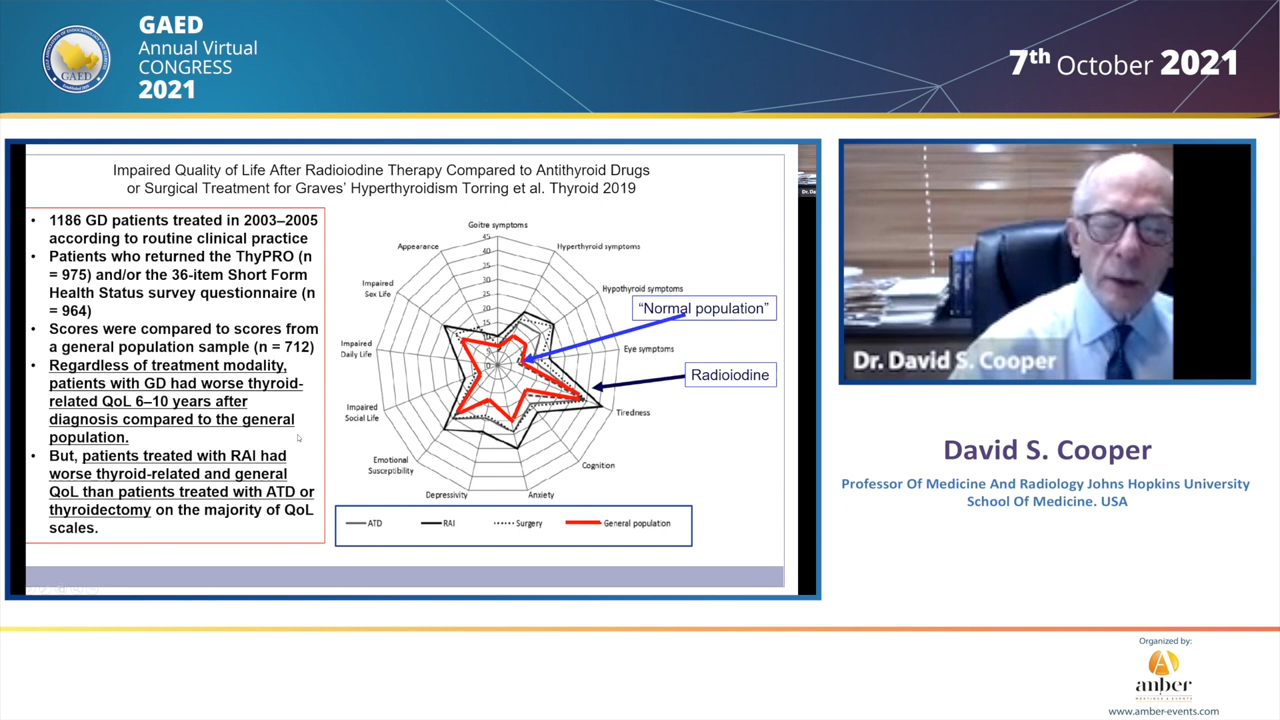 GAED
Annual Virtual
CONGRESS
2021
GAED
7th October 2021
Impaired Quality of Life After Radioiodine Therapy Compared to Antithyroid Drugs
or Surgical Treatment for Graves' Hyperthyroidism Torring et al. Thyroid 2019
• 1186 GD patients treated in 2003–2005
according to routine clinical practice
• Patients who returned the ThyPRO (n
= 975) and/or the 36-item Short Form
Health Status survey questionnaire (n
= 964)
• Scores were compared to scores from
a general population sample (n = 712)
• Regardless of treatment modality,
patients with GD had worse thyroid-
related QoL 6–10 years after
diagnosis compared to the general
population.
• But, patients treated with RAI had
worse thyroid-related and general
QoL than patients treated with ATD or
thyroidectomy on the majority of QoL
scales.
Goitre symptoms
Hyperthyroid symptoms
Hypothyroid symptoms
Eye symptoms
Tiredness
Cognition
Anxiety
Depressivity
Emotional
Susceptibility
Impaired
Social Life
Impaired
Daily Life
Impaired
Sex Life
Appearance
45
40
35
30
25
15
"Normal population"
Radioiodine
ATD
RAI
Surgery
General population
Dr. David S. Cooper
David S. Cooper
Professor Of Medicine And Radiology Johns Hopkins University
School Of Medicine. USA
Organized by:
anber
www.amber-events.com